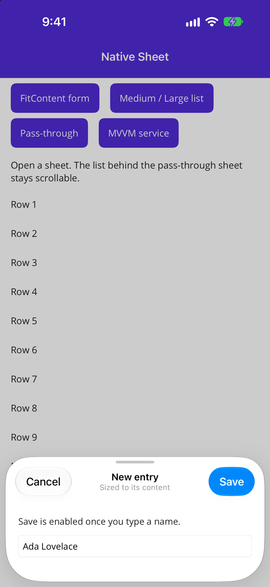 9:41
Native Sheet
FitContent form
Medium / Large list
Pass-through
MVVM service
Open a sheet. The list behind the pass-through sheet
stays scrollable.
Row 1
Row 2
Row 3
Row 4
Row 5
Row 6
Row 7
Row 8
Row 9
Cancel
New entry
Sized to its content
Save
Save is enabled once you type a name.
Ada Lovelace